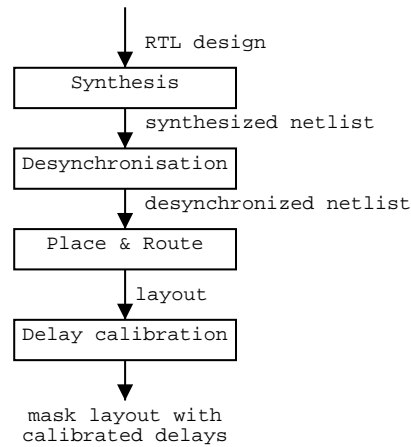 RTL design
Synthesis
synthesized netlist
Desynchronisation
desynchronized netlist
Place & Route
layout
Delay calibration
mask layout with
calibrated delays